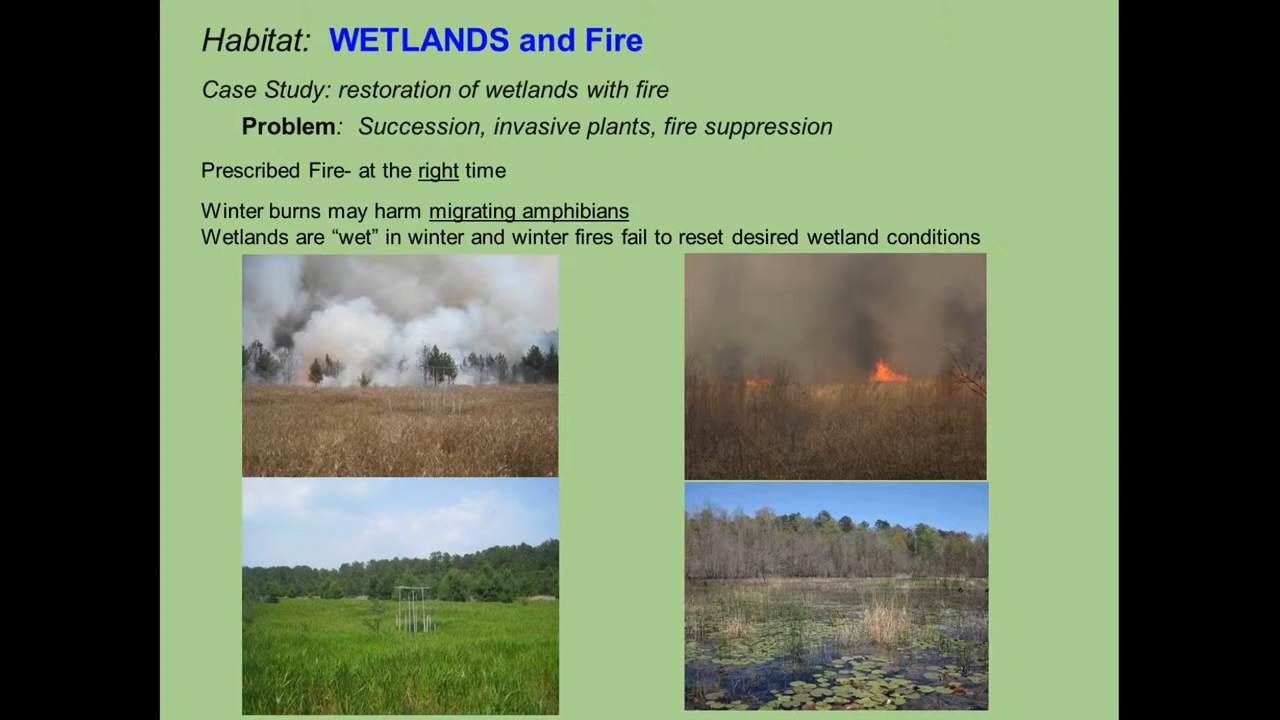 Habitat: WETLANDS and Fire
Case Study: restoration of wetlands with fire
Problem: Succession, invasive plants, fire suppression
Prescribed Fire- at the right time
Winter burns may harm migrating amphibians
Wetlands are “wet” in winter and winter fires fail to reset desired wetland conditions